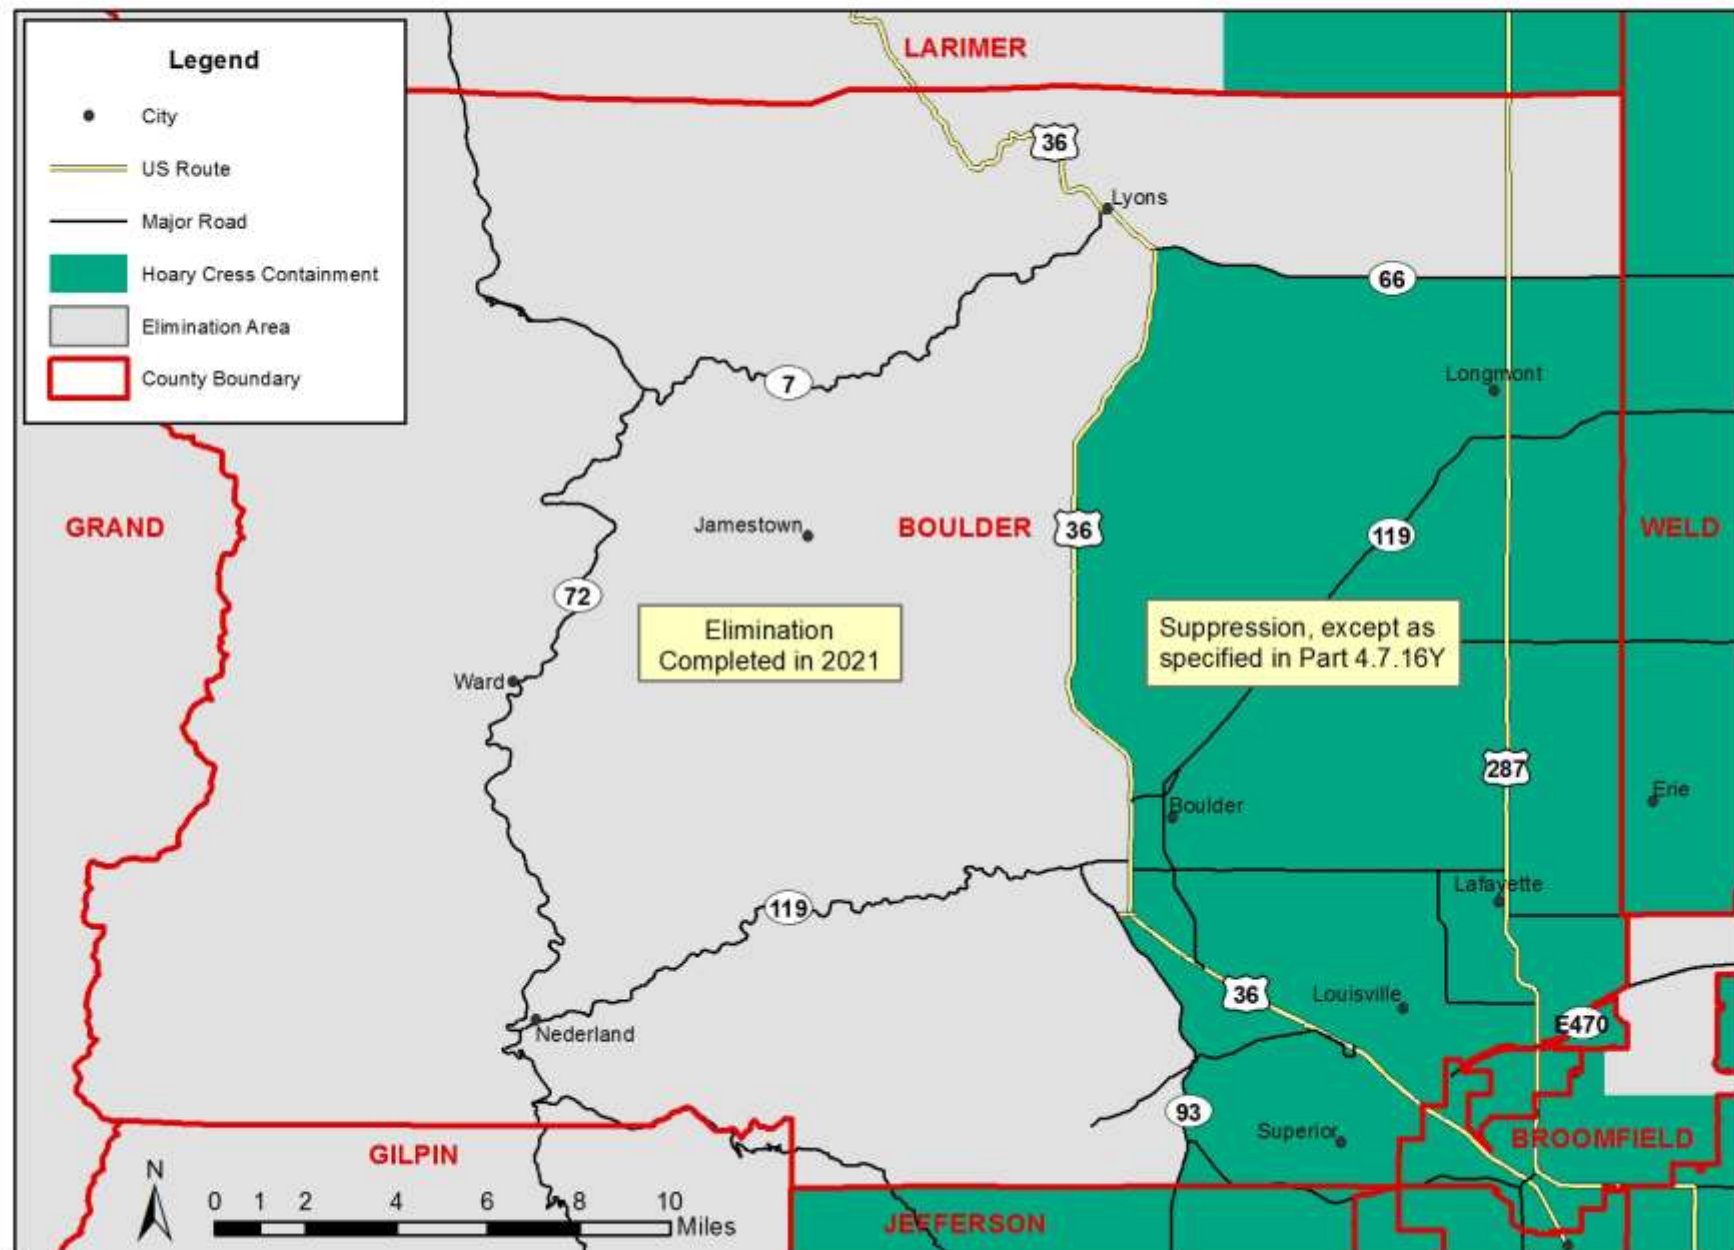 Legend
City
US Route
Major Road
Hoary Cress Containment
Elimination Area
County Boundary
LARIMER
36
Lyons
66
Longmont
7
GRAND
Jamestown
BOULDER
36
119
WELD
72
Elimination
Completed in 2021
Suppression, except as
specified in Part 4.7.16Y
Ward
287
Erie
Boulder
Lafayette
119
36
Louisville
E470
Nederland
93
Superior
BROOMFIELD
GILPIN
N
0 1 2 4 6 8 10
Miles
JEFFERSON